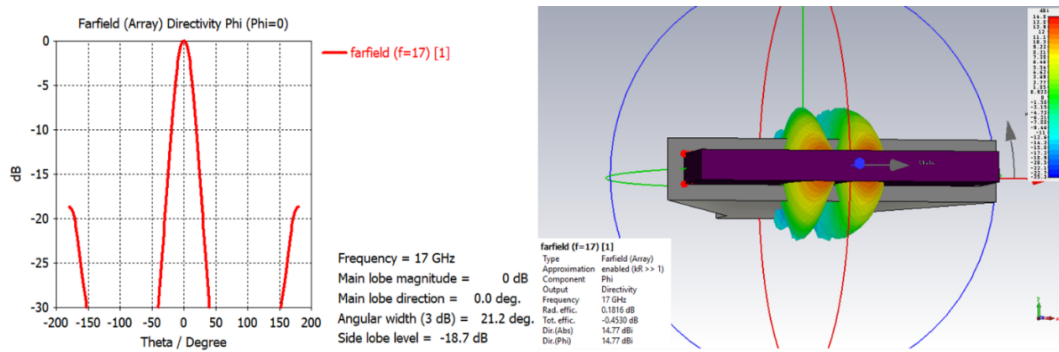 Farfield (Array) Directivity Phi (Phi=0)
farfield (f=17) [1]
0
-5
-10
-15
-20
-25
-30
dB
-200 -150 -100 -50 0 50 100 150 200
Theta / Degree
Frequency = 17 GHz
Main lobe magnitude = 0 dB
Main lobe direction = 0.0 deg.
Angular width (3 dB) = 21.2 deg.
Side lobe level = -18.7 dB
farfield (f=17) [1]
Type Farfield (Array)
Approximation enabled (kR >> 1)
Component Phi
Output Directivity
Frequency 17 GHz
Rad. effic. 0.1816 dB
Tot. effic. -0.4530 dB
Dir.(Abs) 14.77 dBi
Dir.(Phi) 14.77 dBi